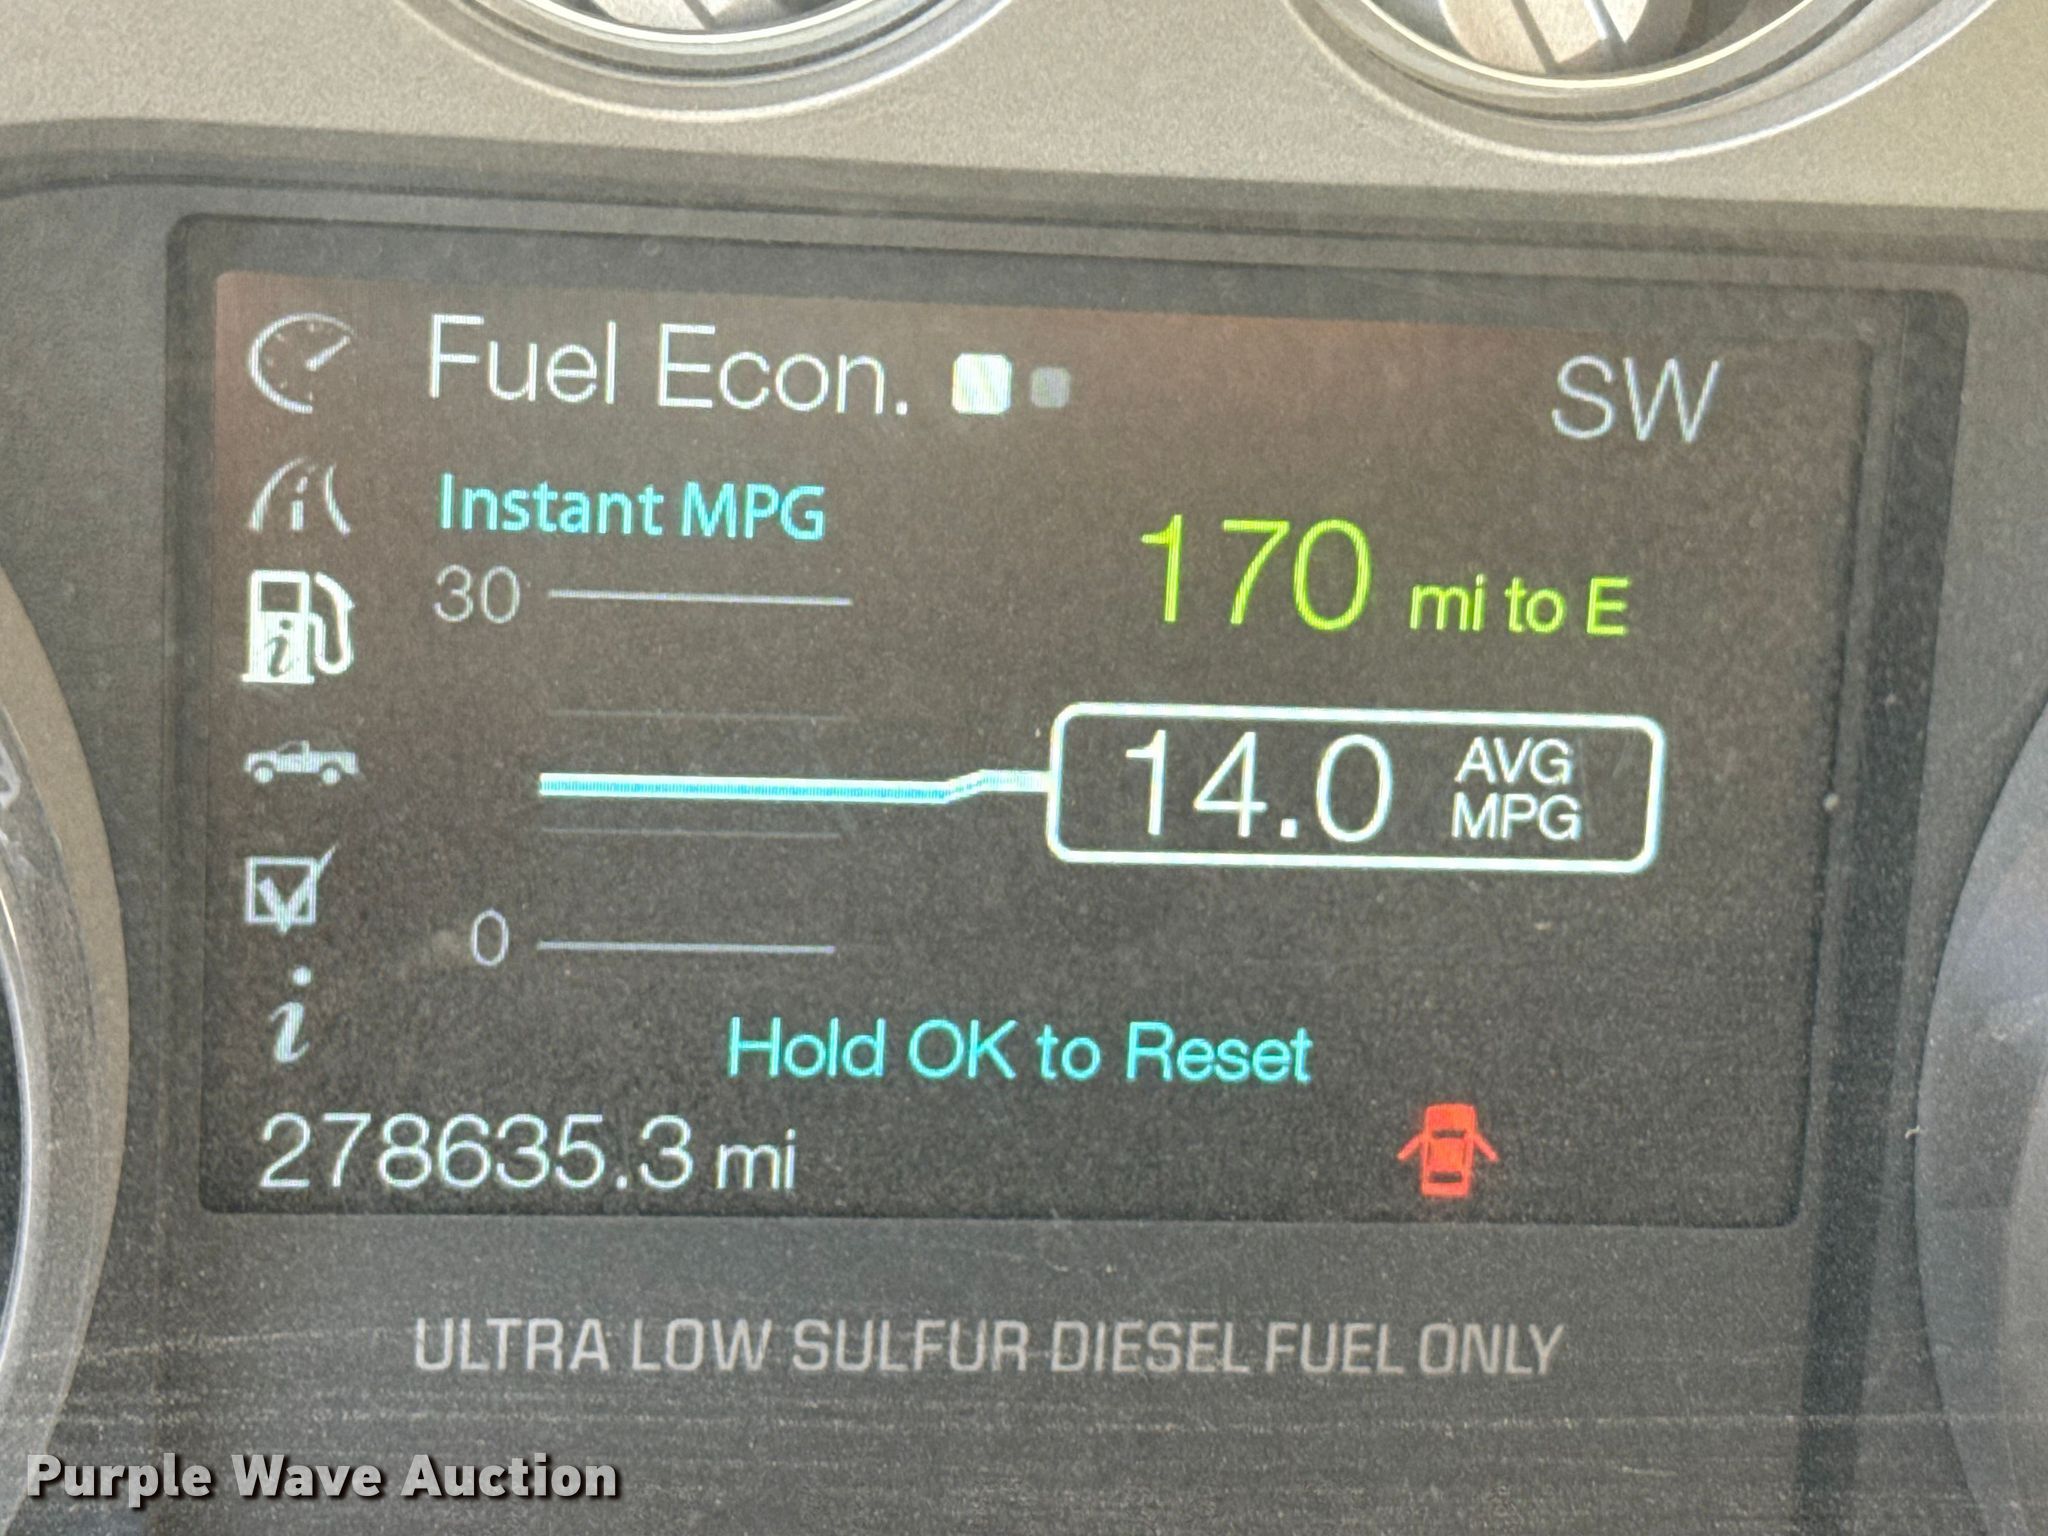 Fuel Econ.
SW
Instant MPG
30
170 mi to E
14.0 AVG MPG
0
Hold OK to Reset
278635.3 mi
ULTRA LOW SULFUR DIESEL FUEL ONLY
Purple Wave Auction